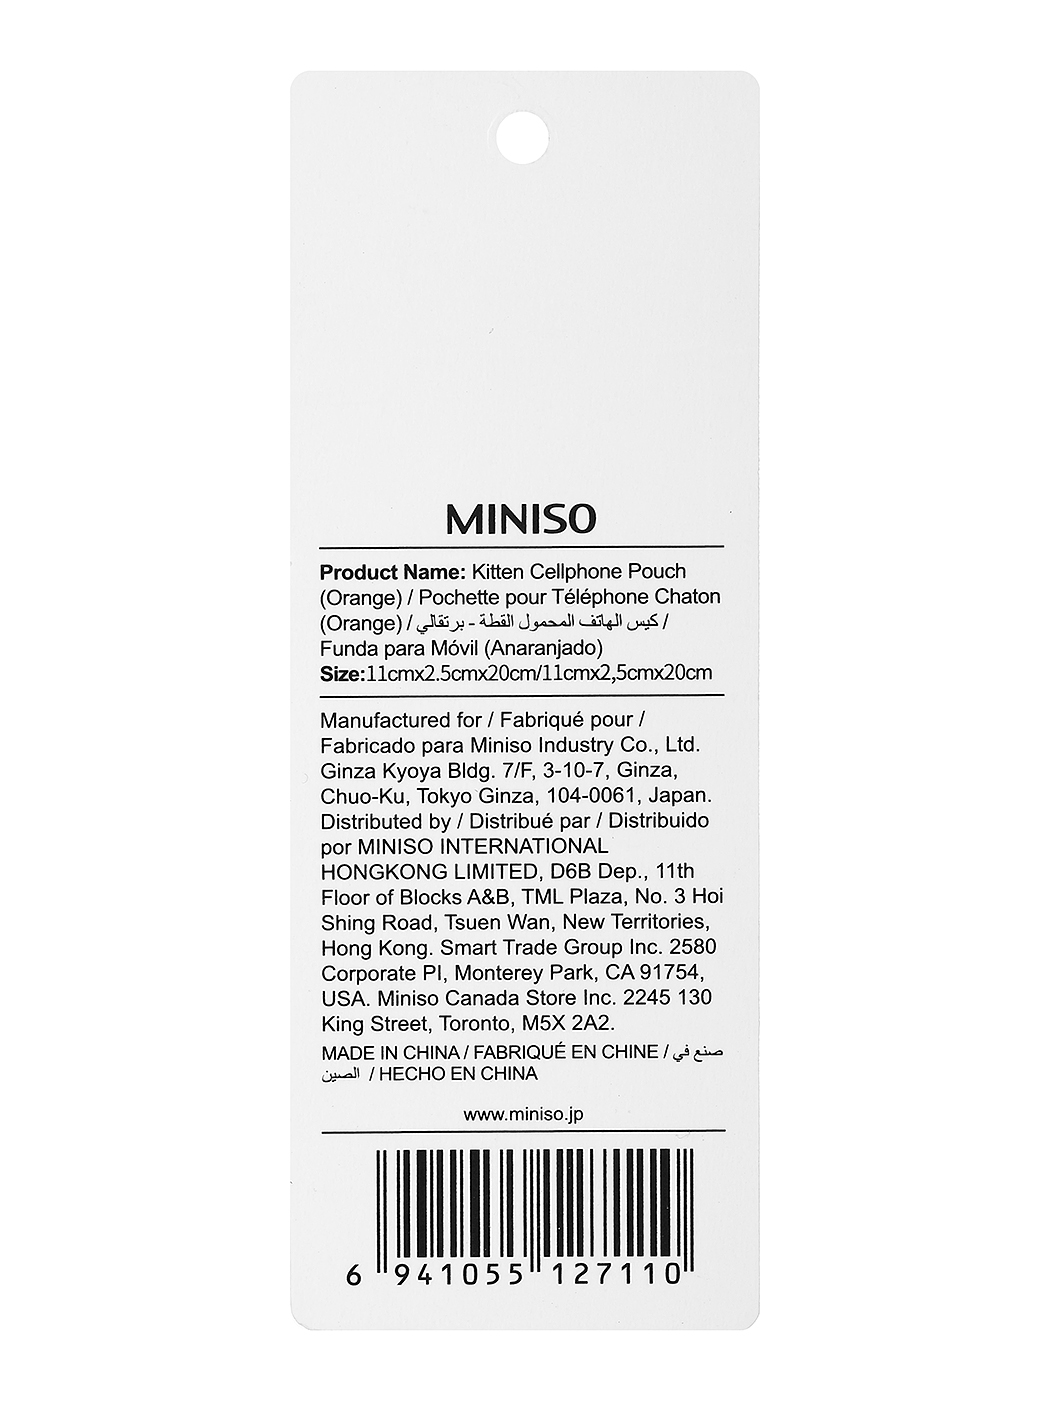 MINISO
Product Name: Kitten Cellphone Pouch
(Orange) / Pochette pour Téléphone Chaton
(Orange) / كيس الهاتف المحمول القطة - برتقالي /
Funda para Móvil (Anaranjado)
Size:11cmx2.5cmx20cm/11cmx2,5cmx20cm
Manufactured for / Fabriqué pour /
Fabricado para Miniso Industry Co., Ltd.
Ginza Kyoya Bldg. 7/F, 3-10-7, Ginza,
Chuo-Ku, Tokyo Ginza, 104-0061, Japan.
Distributed by / Distribué par / Distribuido
por MINISO INTERNATIONAL
HONGKONG LIMITED, D6B Dep., 11th
Floor of Blocks A&B, TML Plaza, No. 3 Hoi
Shing Road, Tsuen Wan, New Territories,
Hong Kong. Smart Trade Group Inc. 2580
Corporate Pl, Monterey Park, CA 91754,
USA. Miniso Canada Store Inc. 2245 130
King Street, Toronto, M5X 2A2.
MADE IN CHINA / FABRIQUÉ EN CHINE / صنع في
الصين / HECHO EN CHINA
www.miniso.jp
6 941055 127110